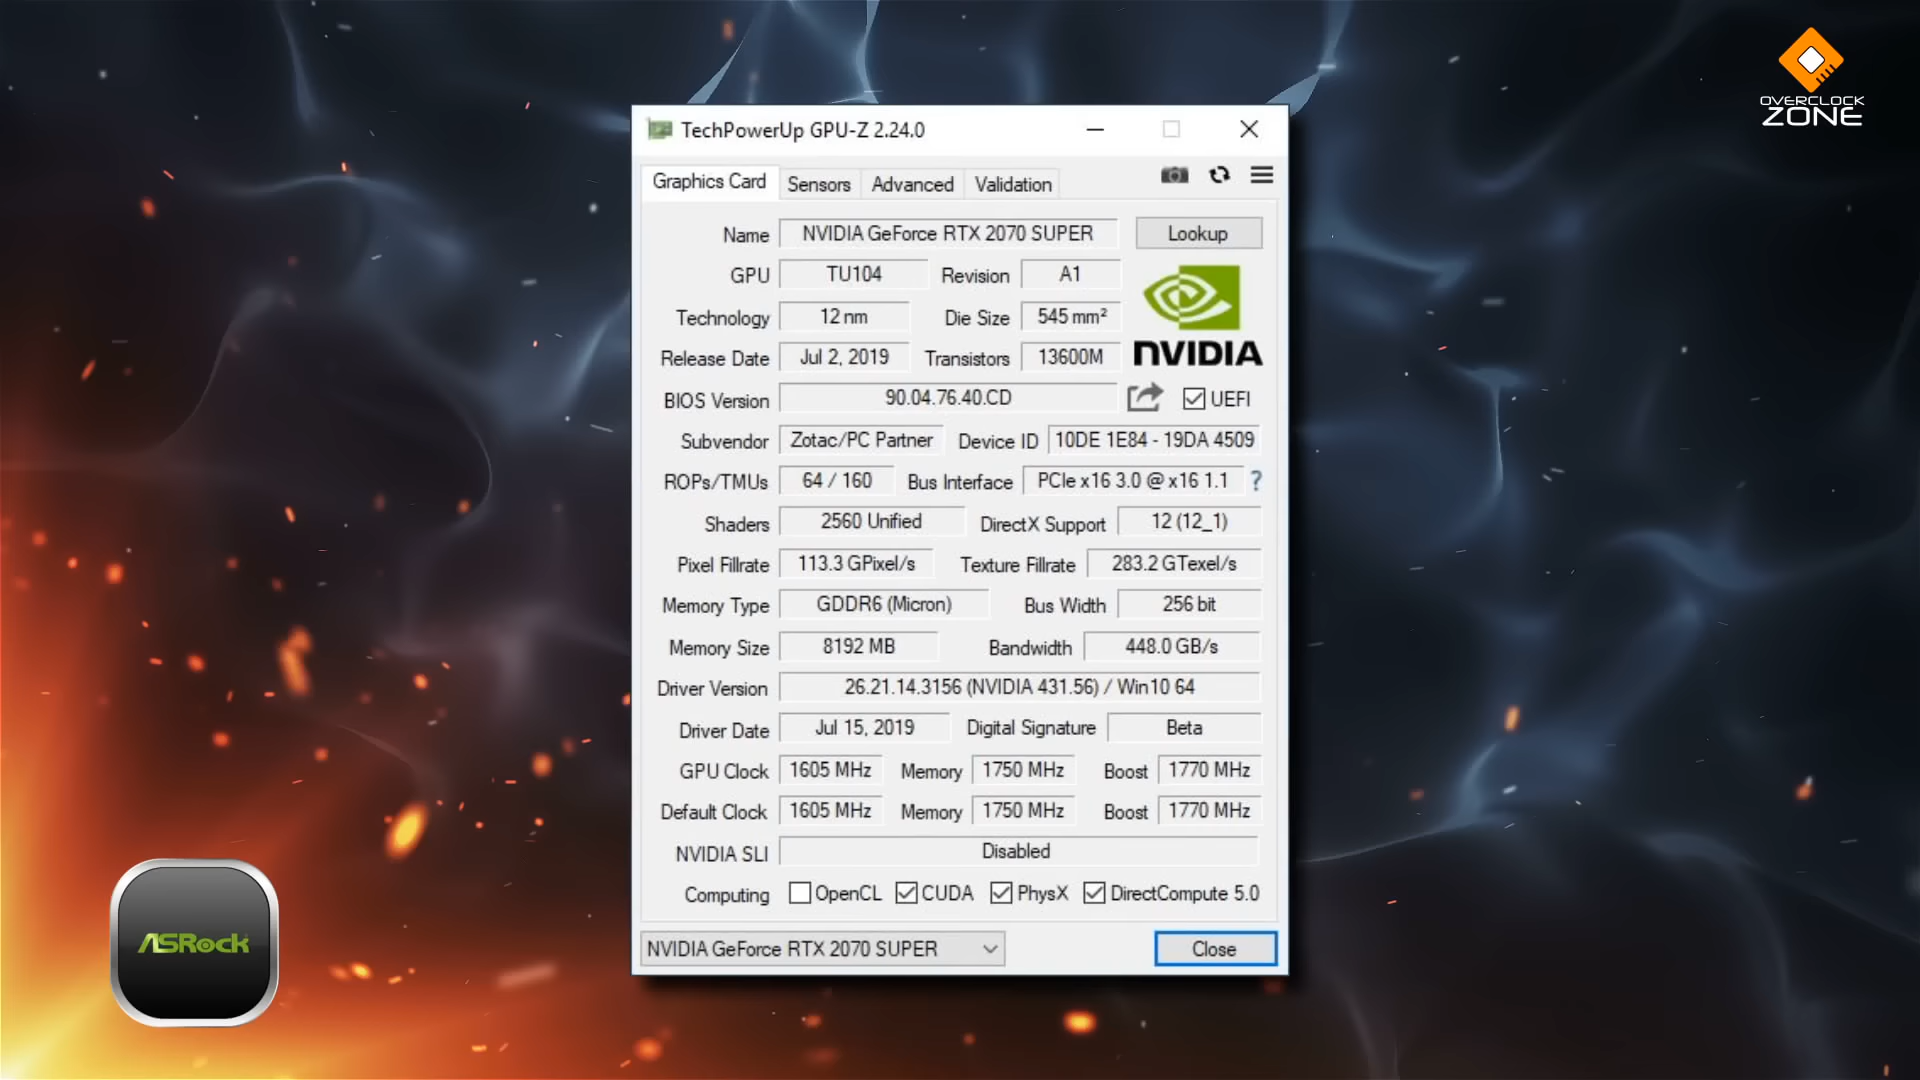 OVERCLOCK
ZONE
TechPowerUp GPU-Z 2.24.0
Graphics Card Sensors Advanced Validation
Name NVIDIA GeForce RTX 2070 SUPER Lookup
GPU TU104 Revision A1
Technology 12 nm Die Size 545 mm²
Release Date Jul 2, 2019 Transistors 13600M
NVIDIA
BIOS Version 90.04.76.40.CD UEFI
Subvendor Zotac/PC Partner Device ID 10DE 1E84 - 19DA 4509
ROPs/TMUs 64 / 160 Bus Interface PCIe x16 3.0 @ x16 1.1 ?
Shaders 2560 Unified DirectX Support 12 (12_1)
Pixel Fillrate 113.3 GPixel/s Texture Fillrate 283.2 GTexel/s
Memory Type GDDR6 (Micron) Bus Width 256 bit
Memory Size 8192 MB Bandwidth 448.0 GB/s
Driver Version 26.21.14.3156 (NVIDIA 431.56) / Win10 64
Driver Date Jul 15, 2019 Digital Signature Beta
GPU Clock 1605 MHz Memory 1750 MHz Boost 1770 MHz
Default Clock 1605 MHz Memory 1750 MHz Boost 1770 MHz
NVIDIA SLI Disabled
Computing OpenCL CUDA PhysX DirectCompute 5.0
NVIDIA GeForce RTX 2070 SUPER Close
ASRock